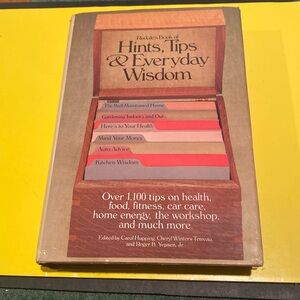 Rodale's Book of
Hints, Tips
& Everyday
Wisdom
The Well-Maintained Home
Gardening Indoors and Out
Here's to Your Health
Mind Your Money
Auto Advice
Kitchen Wisdom
Over 1,100 tips on health,
food, fitness, car care,
home energy, the workshop,
and much more.
Edited by Carol Hupping, Cheryl Winters Tetreau,
and Roger B. Yepsen, Jr.